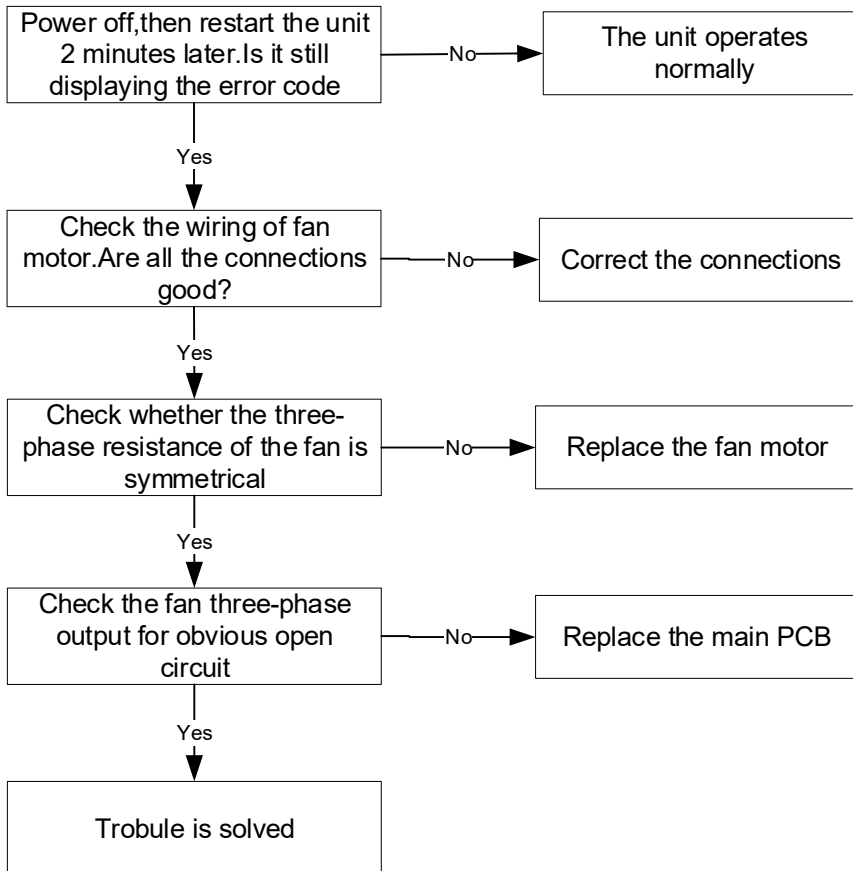 Power off,then restart the unit
2 minutes later.Is it still
displaying the error code
No
The unit operates
normally
Yes
Check the wiring of fan
motor.Are all the connections
good?
No
Correct the connections
Yes
Check whether the three-
phase resistance of the fan is
symmetrical
No
Replace the fan motor
Yes
Check the fan three-phase
output for obvious open
circuit
No
Replace the main PCB
Yes
Trobule is solved